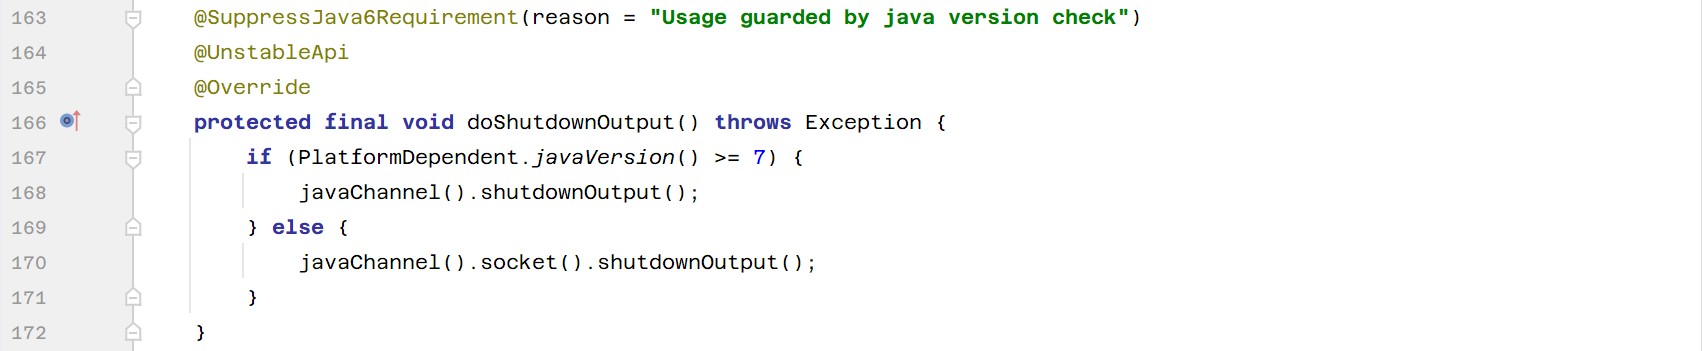 163 @SuppressJava6Requirement(reason = "Usage guarded by java version check")
164 @UnstableApi
165 @Override
166 protected final void doShutdownOutput() throws Exception {
167 if (PlatformDependent.javaVersion() >= 7) {
168 javaChannel().shutdownOutput();
169 } else {
170 javaChannel().socket().shutdownOutput();
171 }
172 }